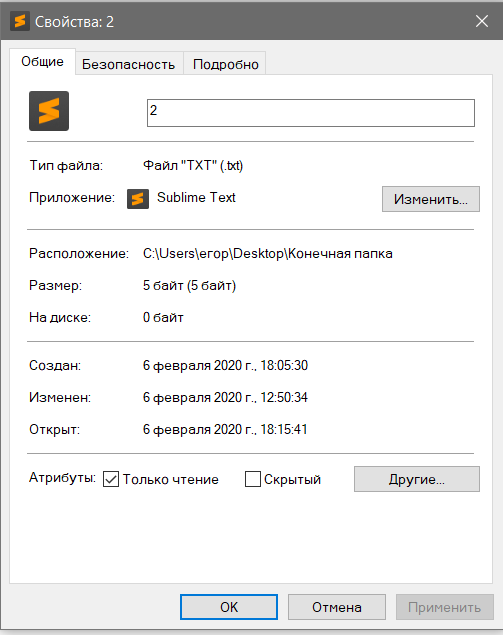 Свойства: 2
Общие Безопасность Подробно
2
Тип файла: Файл "TXT" (.txt)
Приложение: Sublime Text Изменить...
Расположение: C:\Users\егор\Desktop\Конечная папка
Размер: 5 байт (5 байт)
На диске: 0 байт
Создан: 6 февраля 2020 г., 18:05:30
Изменен: 6 февраля 2020 г., 12:50:34
Открыт: 6 февраля 2020 г., 18:15:41
Атрибуты: Только чтение Скрытый Другие...
OK Отмена Применить